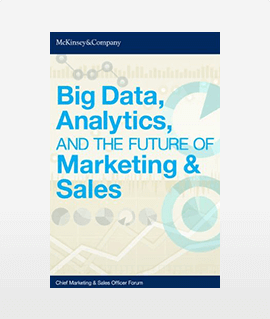 McKinsey&Company
Big Data,
Analytics,
AND THE FUTURE OF
Marketing &
Sales
Chief Marketing & Sales Officer Forum